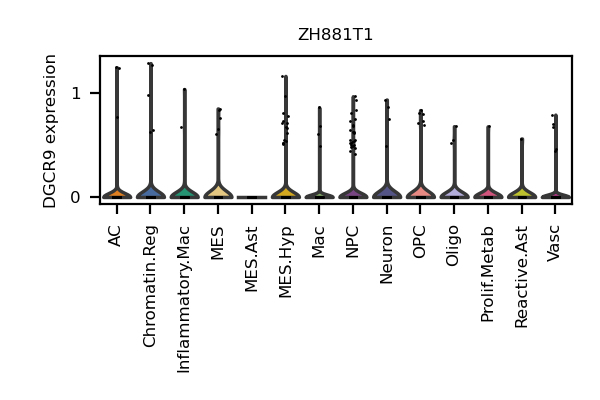 ZH881T1
DGCR9 expression
1
0
AC
Chromatin.Reg
Inflammatory.Mac
MES
MES.Ast
MES.Hyp
Mac
NPC
Neuron
OPC
Oligo
Prolif.Metab
Reactive.Ast
Vasc